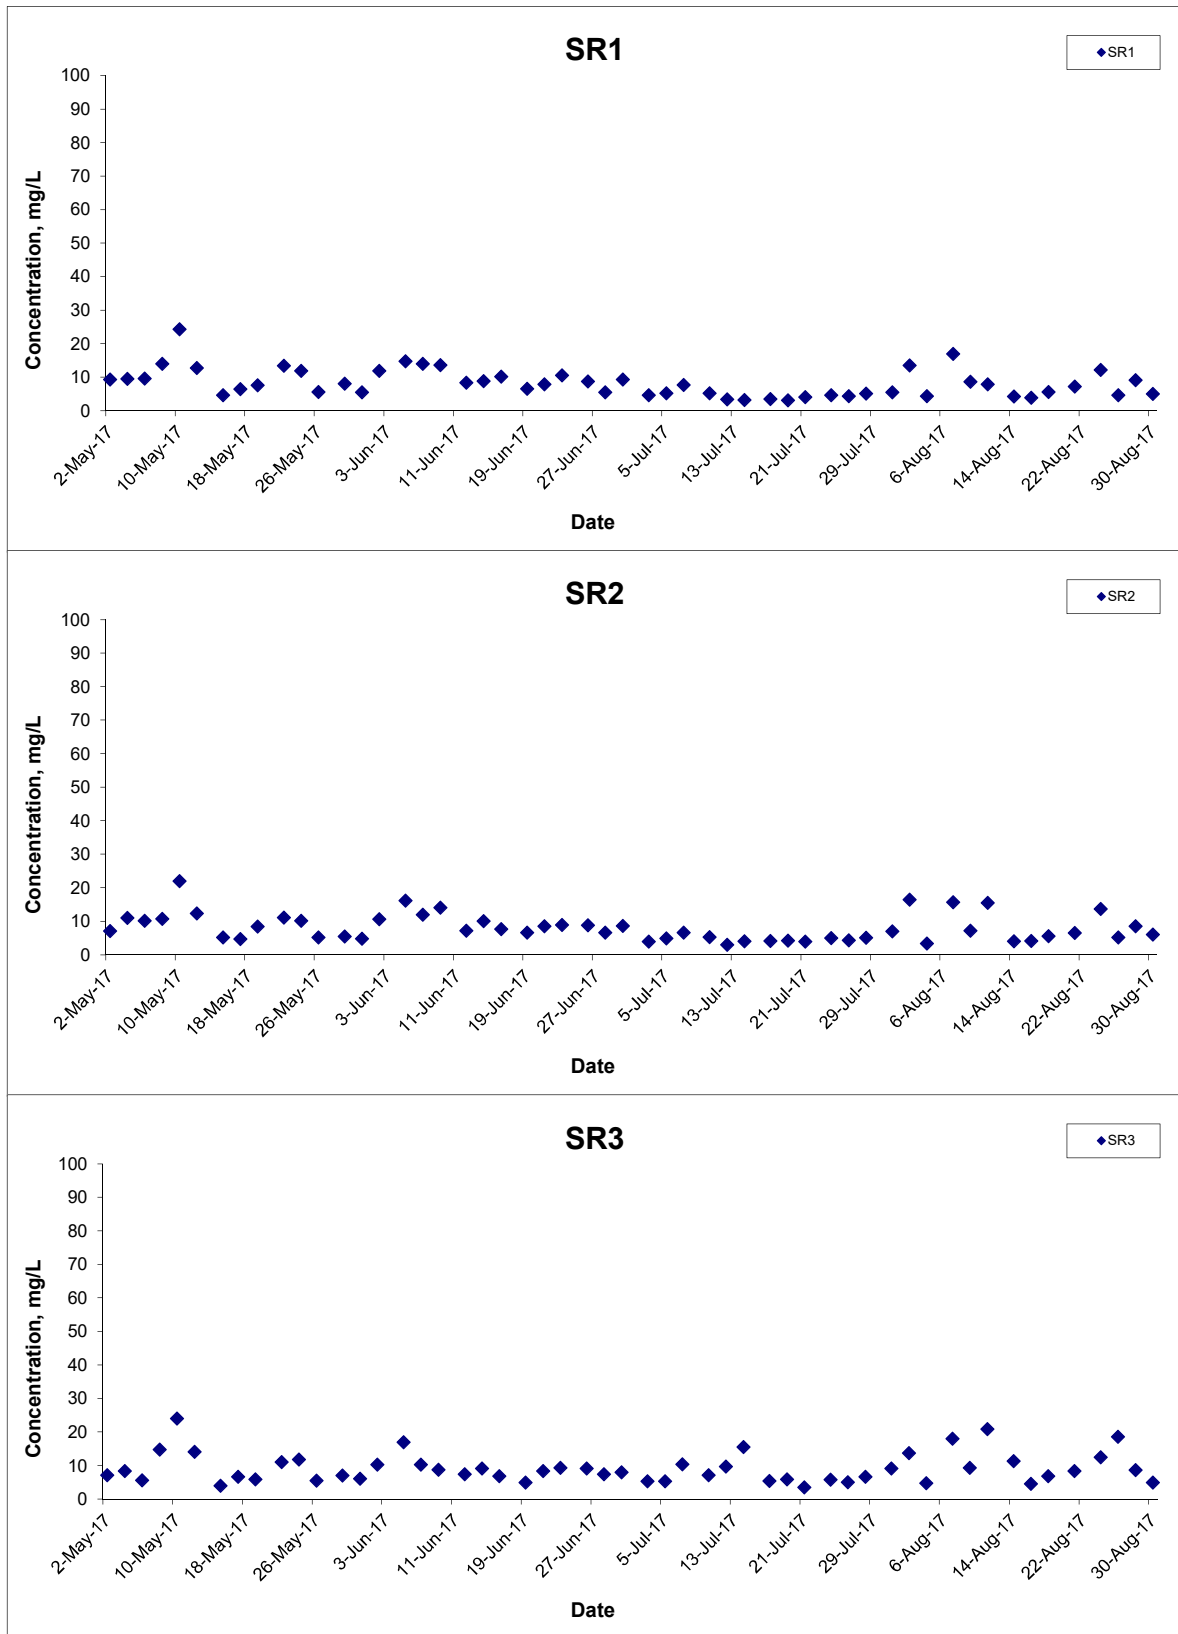 SR1
SR1
100
90
80
70
60
50
40
30
20
10
0
Concentration, mg/L
2-May-17
10-May-17
18-May-17
26-May-17
3-Jun-17
11-Jun-17
19-Jun-17
27-Jun-17
5-Jul-17
13-Jul-17
21-Jul-17
29-Jul-17
6-Aug-17
14-Aug-17
22-Aug-17
30-Aug-17
Date
SR2
SR2
100
90
80
70
60
50
40
30
20
10
0
Concentration, mg/L
2-May-17
10-May-17
18-May-17
26-May-17
3-Jun-17
11-Jun-17
19-Jun-17
27-Jun-17
5-Jul-17
13-Jul-17
21-Jul-17
29-Jul-17
6-Aug-17
14-Aug-17
22-Aug-17
30-Aug-17
Date
SR3
SR3
100
90
80
70
60
50
40
30
20
10
0
Concentration, mg/L
2-May-17
10-May-17
18-May-17
26-May-17
3-Jun-17
11-Jun-17
19-Jun-17
27-Jun-17
5-Jul-17
13-Jul-17
21-Jul-17
29-Jul-17
6-Aug-17
14-Aug-17
22-Aug-17
30-Aug-17
Date